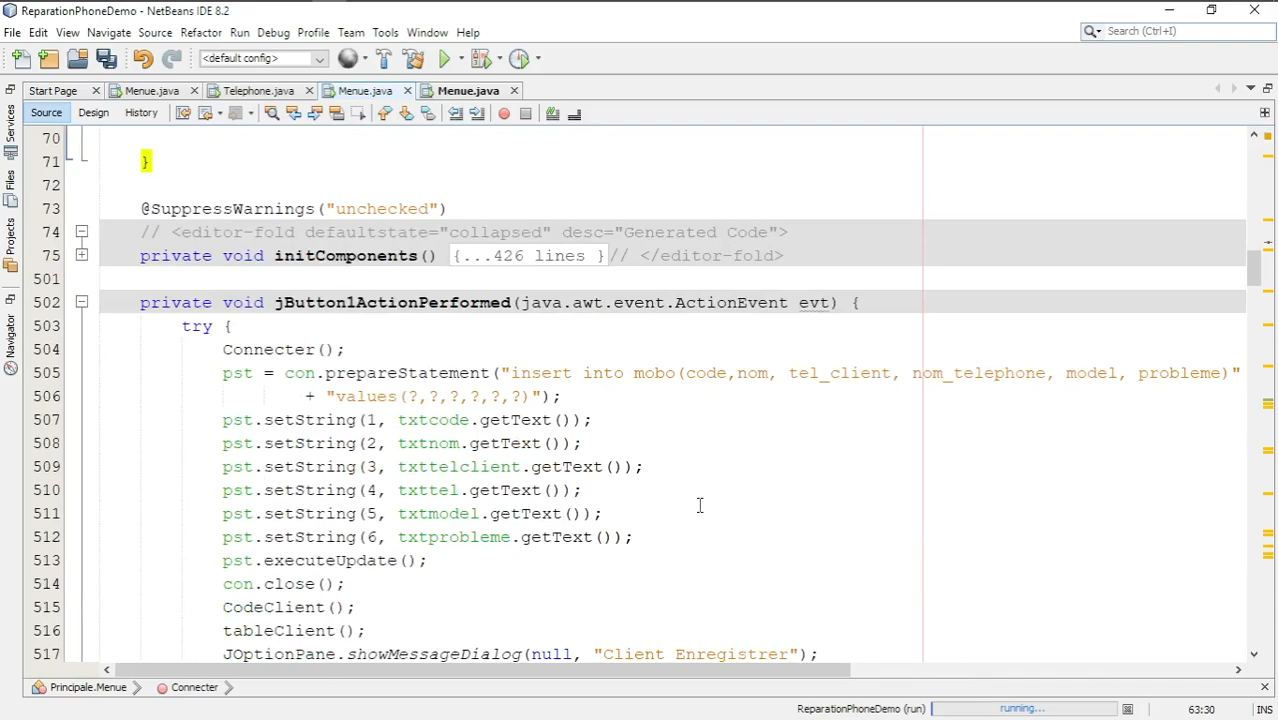 ReparationPhoneDemo - NetBeans IDE 8.2
File Edit View Navigate Source Refactor Run Debug Profile Team Tools Window Help
Search (Ctrl+I)
<default config>
Start Page Menue.java Telephone.java Menue.java Menue.java
Source Design History
Services
Files
Projects
Navigator
70
71 }
72
73 @SuppressWarnings("unchecked")
74 // <editor-fold defaultstate="collapsed" desc="Generated Code">
75 private void initComponents() {...426 lines }// </editor-fold>
501
502 private void jButton1ActionPerformed(java.awt.event.ActionEvent evt) {
503 try {
504 Connecter();
505 pst = con.prepareStatement("insert into mobo(code,nom, tel_client, nom_telephone, model, probleme)"
506 + "values(?,?,?,?,?,?)");
507 pst.setString(1, txtcode.getText());
508 pst.setString(2, txtnom.getText());
509 pst.setString(3, txttelclient.getText());
510 pst.setString(4, txttel.getText());
511 pst.setString(5, txtmodel.getText());
512 pst.setString(6, txtprobleme.getText());
513 pst.executeUpdate();
514 con.close();
515 CodeClient();
516 tableClient();
517 JOptionPane.showMessageDialog(null, "Client Enregistrer");
Principale.Menue Connecter
ReparationPhoneDemo (run) running... 63:30 INS